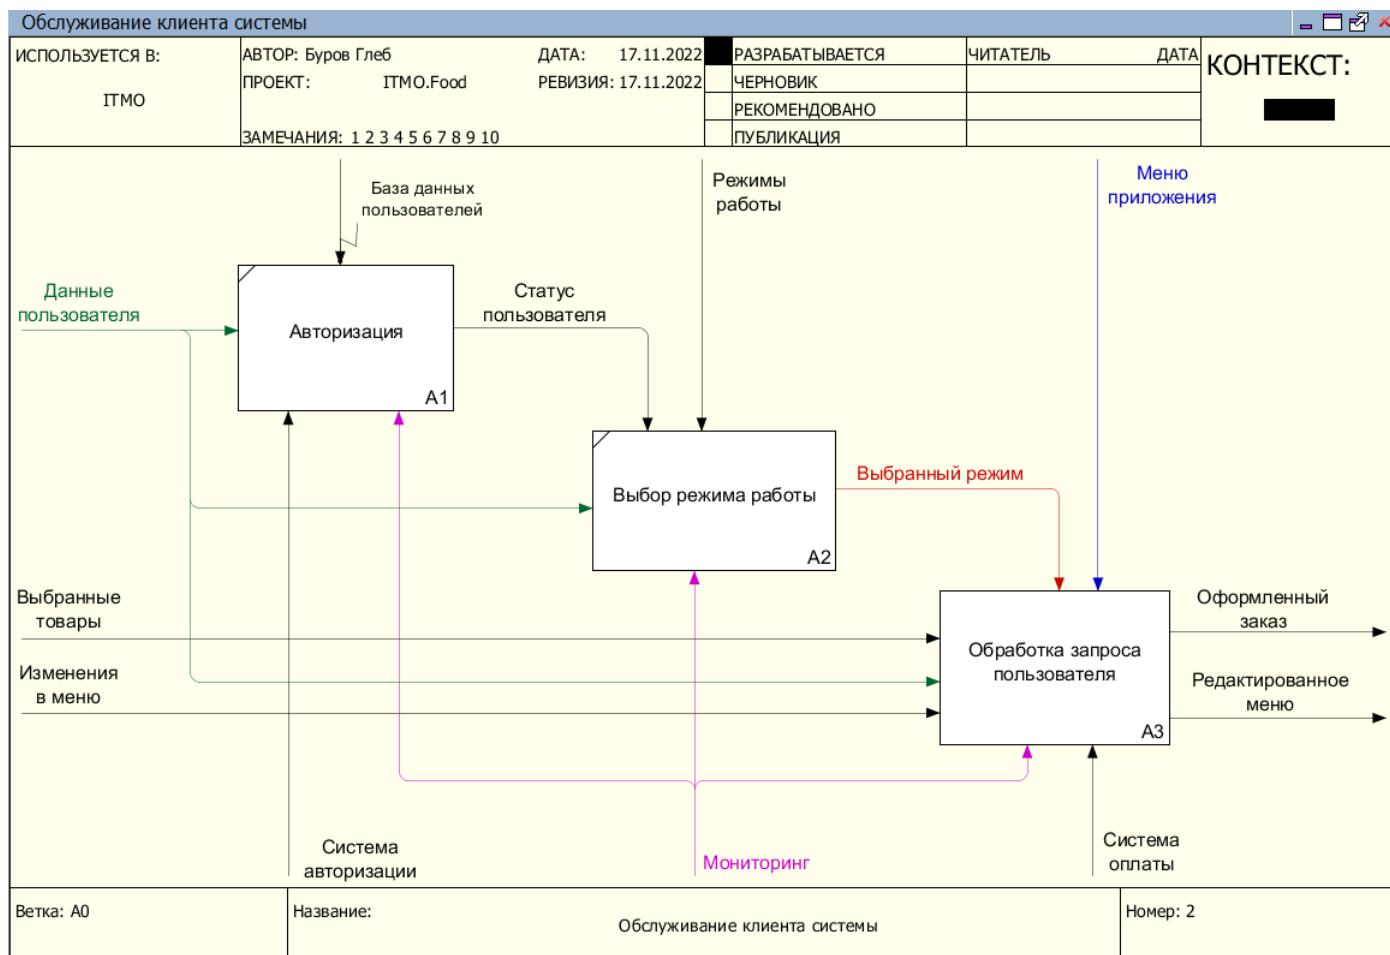 Обслуживание клиента системы
ИСПОЛЬЗУЕТСЯ В:
ITMO
АВТОР: Буров Глеб
ДАТА: 17.11.2022
ПРОЕКТ: ITMO.Food
РЕВИЗИЯ: 17.11.2022
ЗАМЕЧАНИЯ: 1 2 3 4 5 6 7 8 9 10
РАЗРАБАТЫВАЕТСЯ
ЧЕРНОВИК
РЕКОМЕНДОВАНО
ПУБЛИКАЦИЯ
ЧИТАТЕЛЬ ДАТА
КОНТЕКСТ:
База данных
пользователей
Режимы
работы
Меню
приложения
Данные
пользователя
Авторизация
A1
Статус
пользователя
Выбор режима работы
A2
Выбранный режим
Выбранные
товары
Изменения
в меню
Обработка запроса
пользователя
A3
Оформленный
заказ
Редактированное
меню
Система
авторизации
Мониторинг
Система
оплаты
Ветка: A0
Название:
Обслуживание клиента системы
Номер: 2